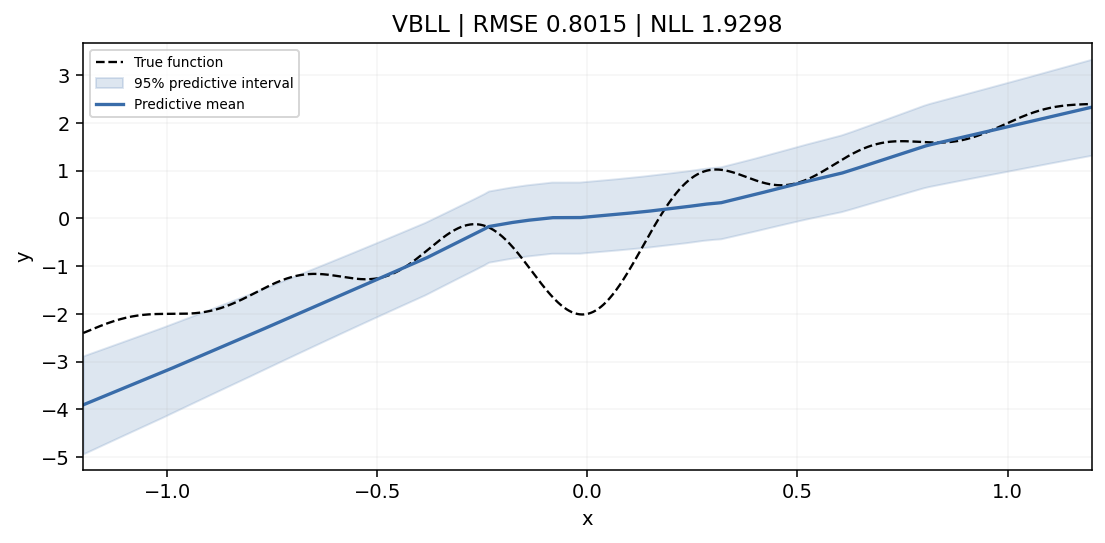 VBLL | RMSE 0.8015 | NLL 1.9298
True function
95% predictive interval
Predictive mean
y
3
2
1
0
−1
−2
−3
−4
−5
−1.0 −0.5 0.0 0.5 1.0
x